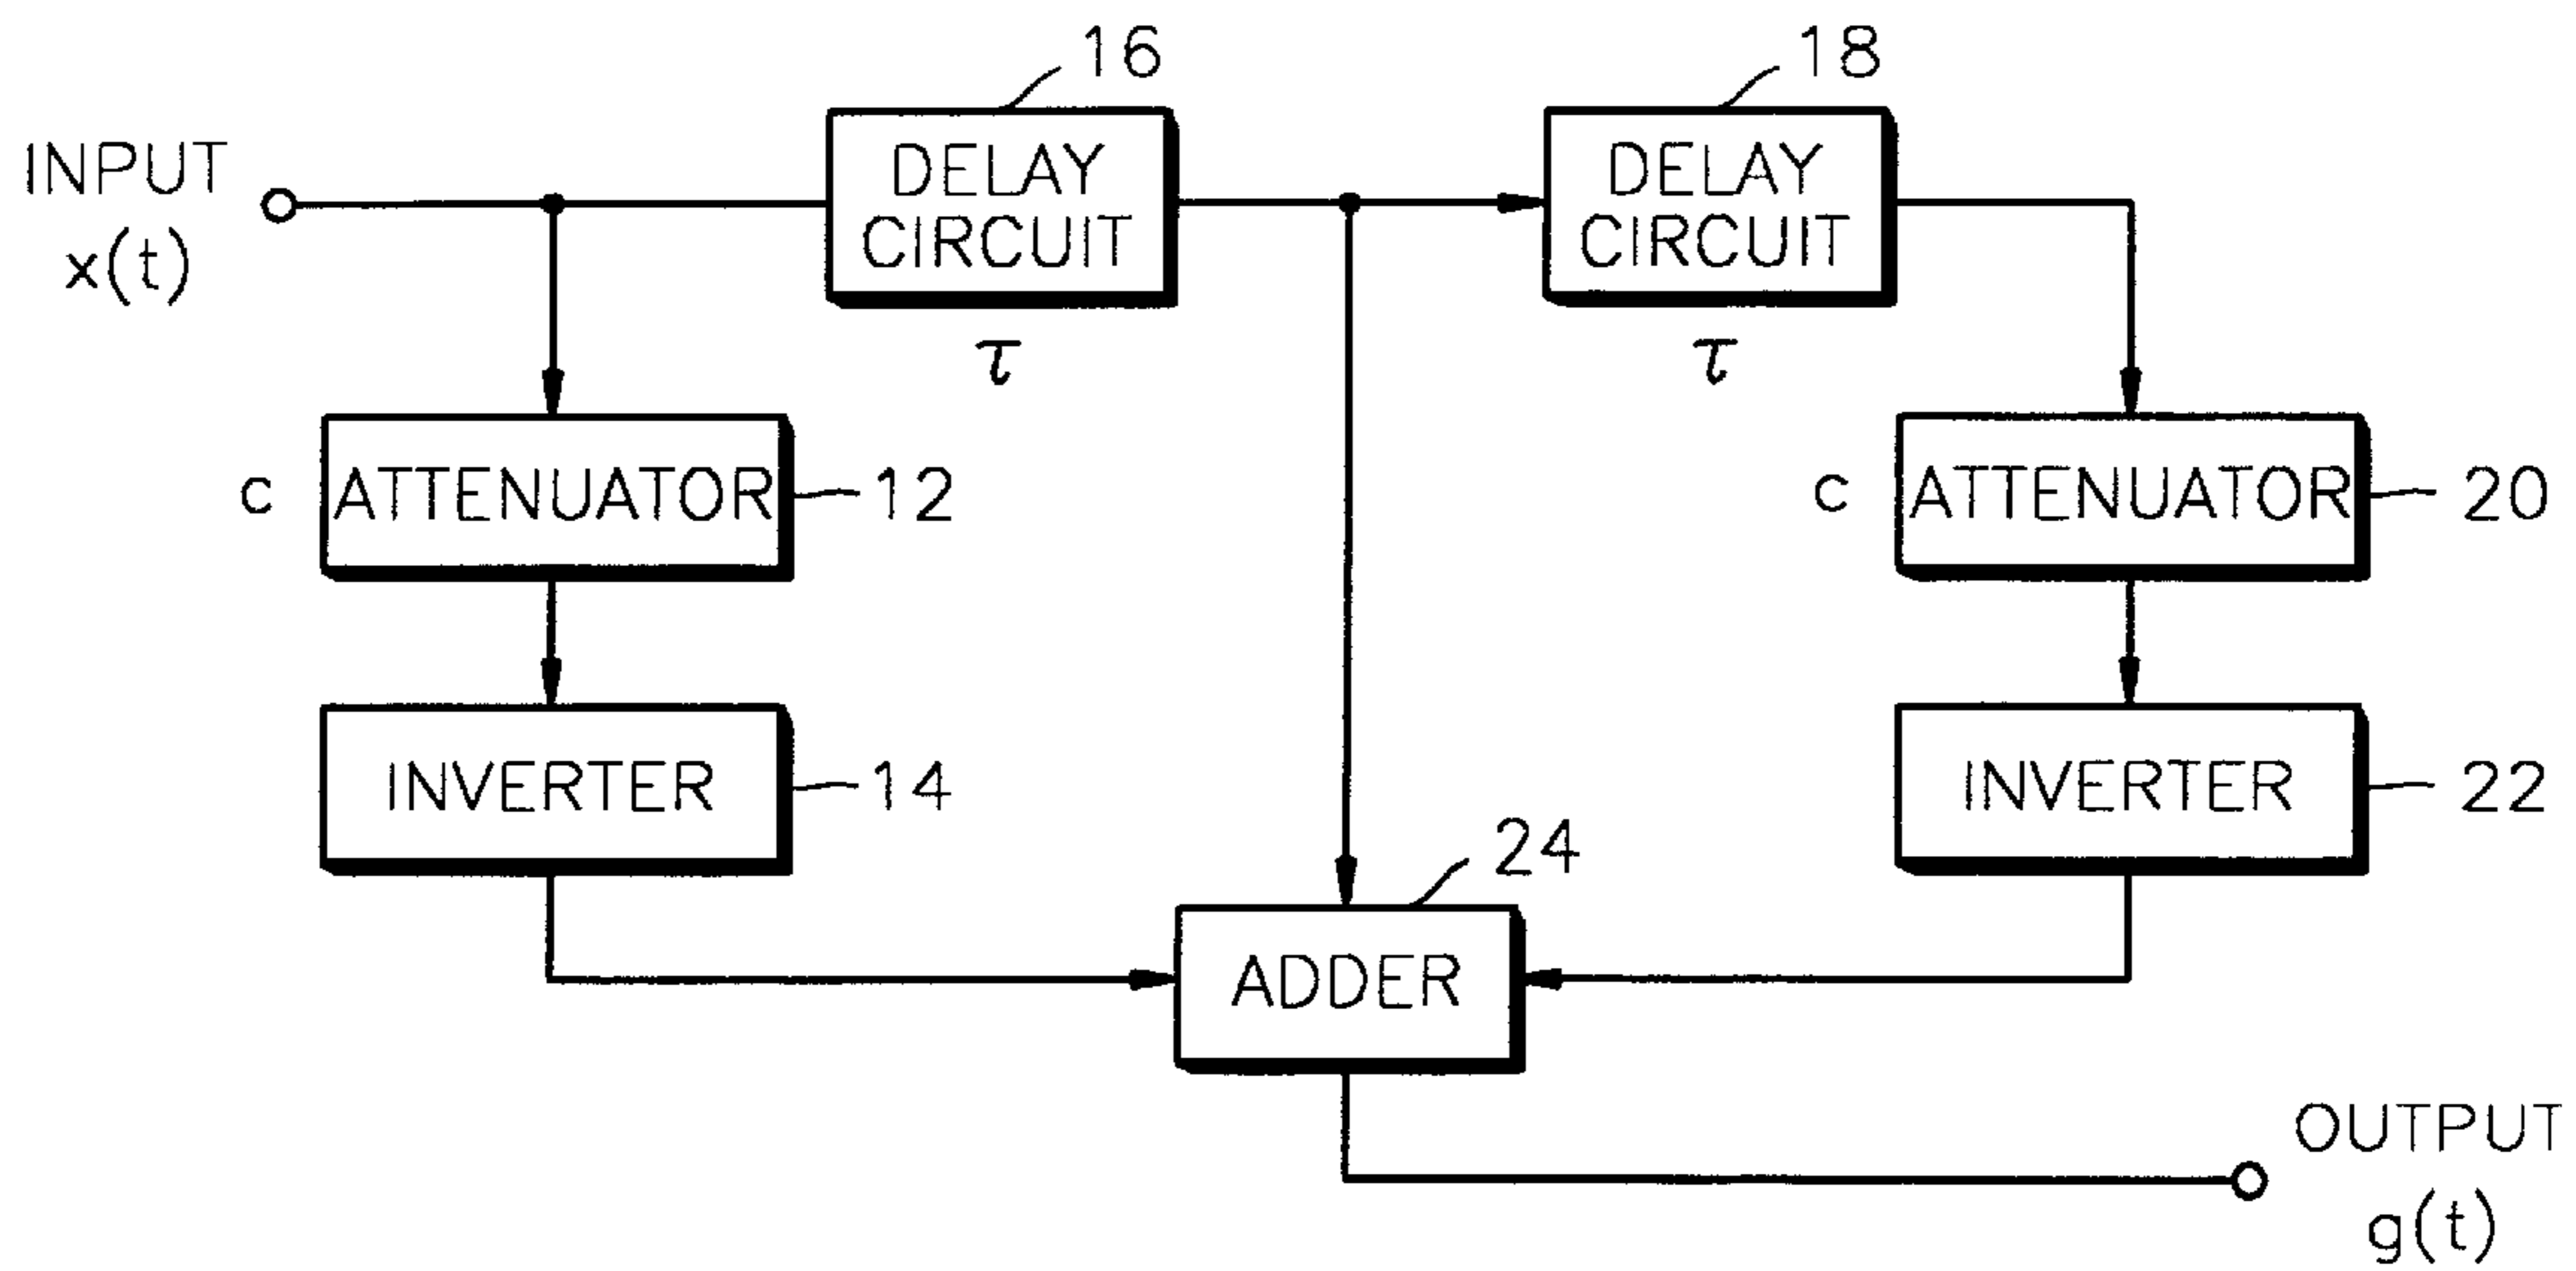 16
18
INPUT
x(t)
DELAY
CIRCUIT
τ
DELAY
CIRCUIT
τ
c
ATTENUATOR
12
c
ATTENUATOR
20
INVERTER
14
INVERTER
22
24
ADDER
OUTPUT
g(t)